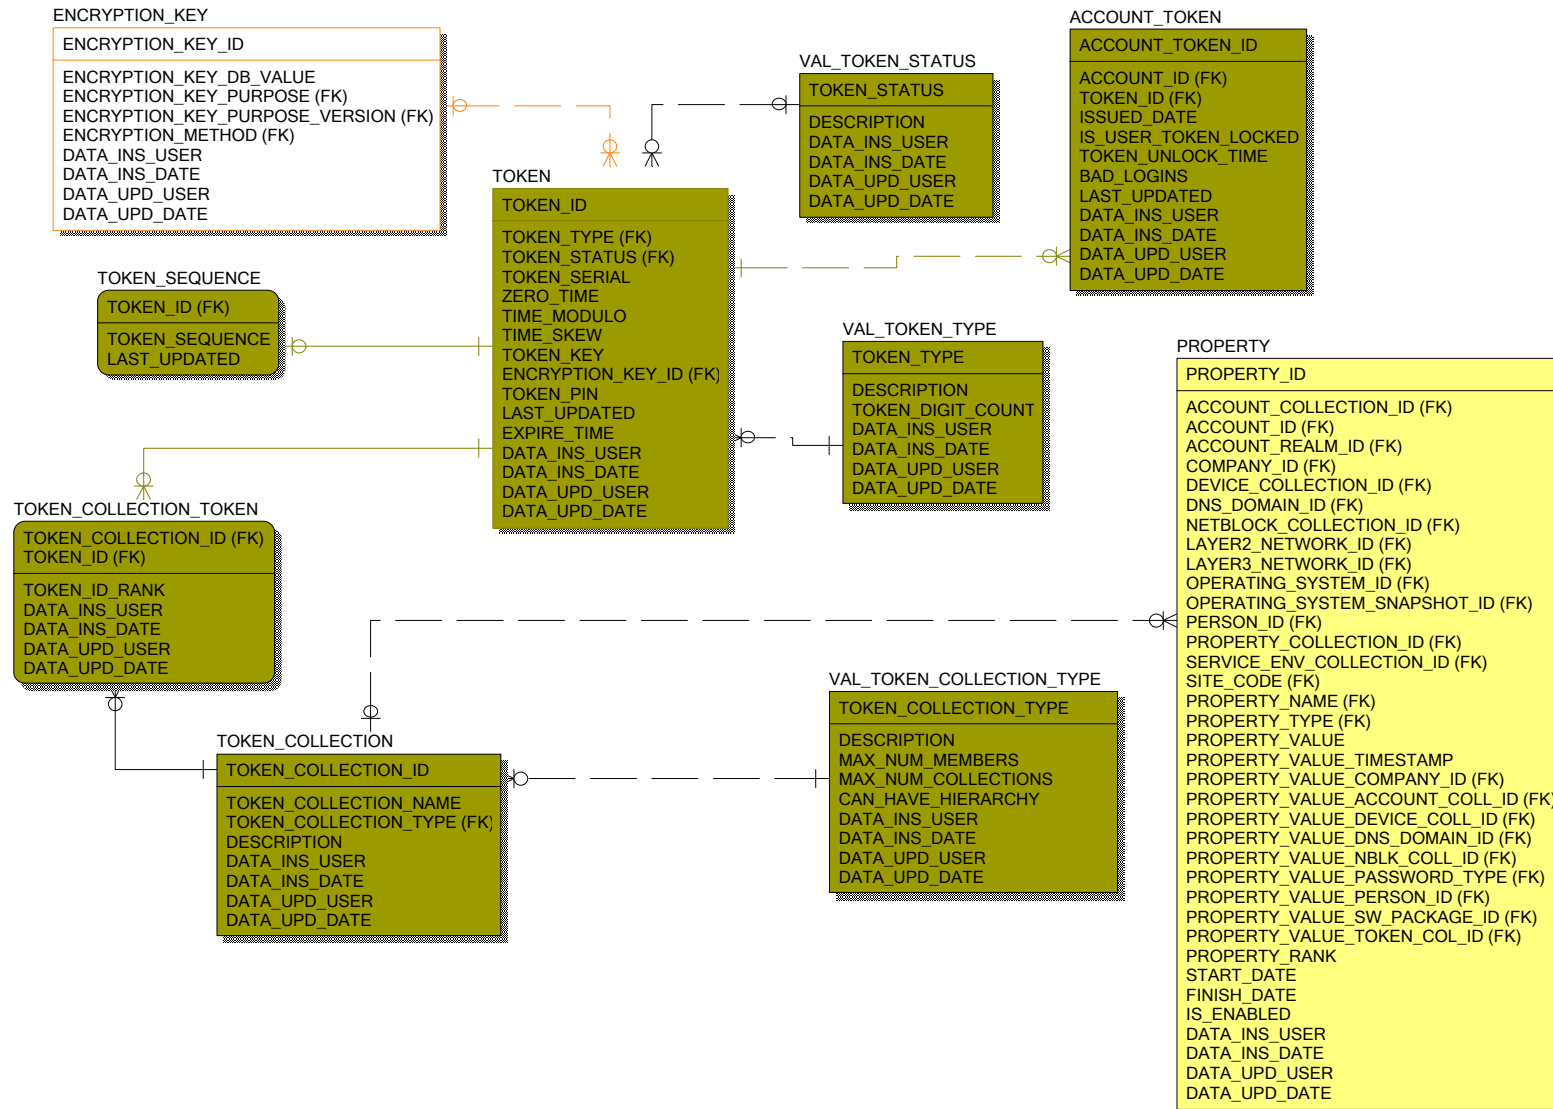 ENCRYPTION_KEY
ENCRYPTION_KEY_ID
ENCRYPTION_KEY_DB_VALUE
ENCRYPTION_KEY_PURPOSE (FK)
ENCRYPTION_KEY_PURPOSE_VERSION (FK)
ENCRYPTION_METHOD (FK)
DATA_INS_USER
DATA_INS_DATE
DATA_UPD_USER
DATA_UPD_DATE
VAL_TOKEN_STATUS
TOKEN_STATUS
DESCRIPTION
DATA_INS_USER
DATA_INS_DATE
DATA_UPD_USER
DATA_UPD_DATE
ACCOUNT_TOKEN
ACCOUNT_TOKEN_ID
ACCOUNT_ID (FK)
TOKEN_ID (FK)
ISSUED_DATE
IS_USER_TOKEN_LOCKED
TOKEN_UNLOCK_TIME
BAD_LOGINS
LAST_UPDATED
DATA_INS_USER
DATA_INS_DATE
DATA_UPD_USER
DATA_UPD_DATE
TOKEN
TOKEN_ID
TOKEN_TYPE (FK)
TOKEN_STATUS (FK)
TOKEN_SERIAL
ZERO_TIME
TIME_MODULO
TIME_SKEW
TOKEN_KEY
ENCRYPTION_KEY_ID (FK)
TOKEN_PIN
LAST_UPDATED
EXPIRE_TIME
DATA_INS_USER
DATA_INS_DATE
DATA_UPD_USER
DATA_UPD_DATE
TOKEN_SEQUENCE
TOKEN_ID (FK)
TOKEN_SEQUENCE
LAST_UPDATED
VAL_TOKEN_TYPE
TOKEN_TYPE
DESCRIPTION
TOKEN_DIGIT_COUNT
DATA_INS_USER
DATA_INS_DATE
DATA_UPD_USER
DATA_UPD_DATE
PROPERTY
PROPERTY_ID
ACCOUNT_COLLECTION_ID (FK)
ACCOUNT_ID (FK)
ACCOUNT_REALM_ID (FK)
COMPANY_ID (FK)
DEVICE_COLLECTION_ID (FK)
DNS_DOMAIN_ID (FK)
NETBLOCK_COLLECTION_ID (FK)
LAYER2_NETWORK_ID (FK)
LAYER3_NETWORK_ID (FK)
OPERATING_SYSTEM_ID (FK)
OPERATING_SYSTEM_SNAPSHOT_ID (FK)
PERSON_ID (FK)
PROPERTY_COLLECTION_ID (FK)
SERVICE_ENV_COLLECTION_ID (FK)
SITE_CODE (FK)
PROPERTY_NAME (FK)
PROPERTY_TYPE (FK)
PROPERTY_VALUE
PROPERTY_VALUE_TIMESTAMP
PROPERTY_VALUE_COMPANY_ID (FK)
PROPERTY_VALUE_ACCOUNT_COLL_ID (FK)
PROPERTY_VALUE_DEVICE_COLL_ID (FK)
PROPERTY_VALUE_DNS_DOMAIN_ID (FK)
PROPERTY_VALUE_NBLK_COLL_ID (FK)
PROPERTY_VALUE_PASSWORD_TYPE (FK)
PROPERTY_VALUE_PERSON_ID (FK)
PROPERTY_VALUE_SW_PACKAGE_ID (FK)
PROPERTY_VALUE_TOKEN_COL_ID (FK)
PROPERTY_RANK
START_DATE
FINISH_DATE
IS_ENABLED
DATA_INS_USER
DATA_INS_DATE
DATA_UPD_USER
DATA_UPD_DATE
TOKEN_COLLECTION_TOKEN
TOKEN_COLLECTION_ID (FK)
TOKEN_ID (FK)
TOKEN_ID_RANK
DATA_INS_USER
DATA_INS_DATE
DATA_UPD_USER
DATA_UPD_DATE
TOKEN_COLLECTION
TOKEN_COLLECTION_ID
TOKEN_COLLECTION_NAME
TOKEN_COLLECTION_TYPE (FK)
DESCRIPTION
DATA_INS_USER
DATA_INS_DATE
DATA_UPD_USER
DATA_UPD_DATE
VAL_TOKEN_COLLECTION_TYPE
TOKEN_COLLECTION_TYPE
DESCRIPTION
MAX_NUM_MEMBERS
MAX_NUM_COLLECTIONS
CAN_HAVE_HIERARCHY
DATA_INS_USER
DATA_INS_DATE
DATA_UPD_USER
DATA_UPD_DATE